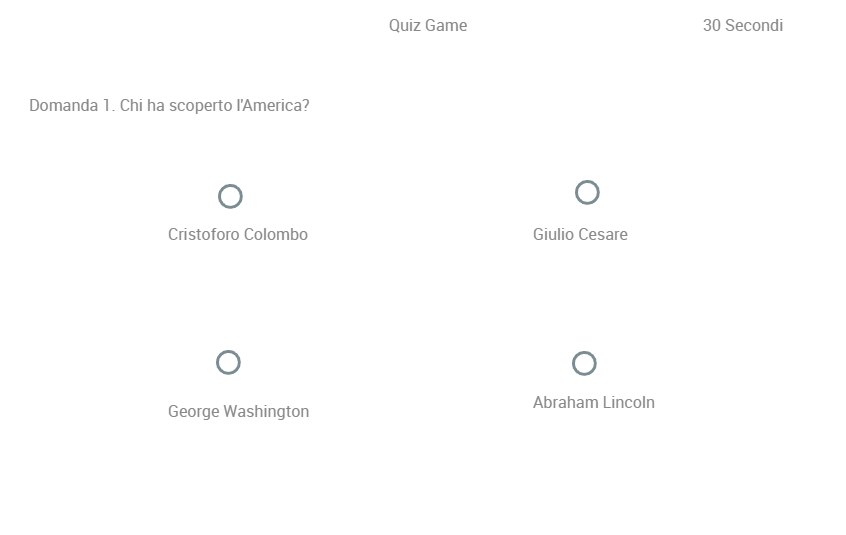 Quiz Game
30 Secondi
Domanda 1. Chi ha scoperto l'America?
Cristoforo Colombo
Giulio Cesare
George Washington
Abraham Lincoln